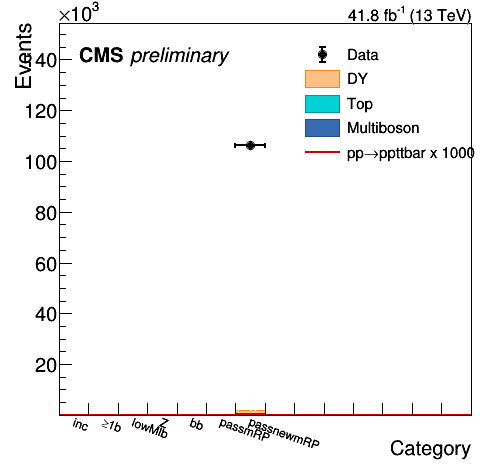 ×10³
41.8 fb⁻¹ (13 TeV)
Events
CMS preliminary
Data
DY
Top
Multiboson
pp→ppttbar x 1000
140
120
100
80
60
40
20
inc
≥1b
lowMlb
Z
bb
passmRP
passnewmRP
Category